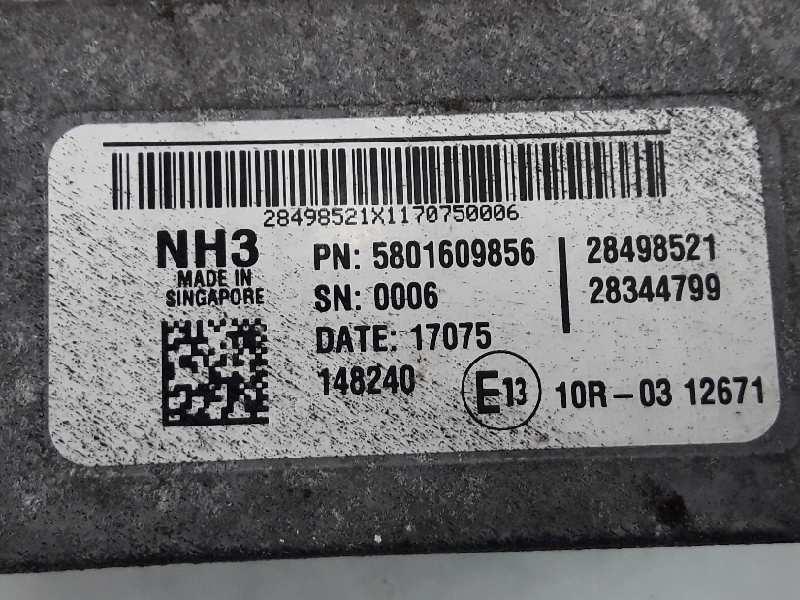 28498521X1170750006
NH3
MADE IN
SINGAPORE
PN: 5801609856
SN: 0006
DATE: 17075
148240
28498521
28344799
E13
10R-03 12671